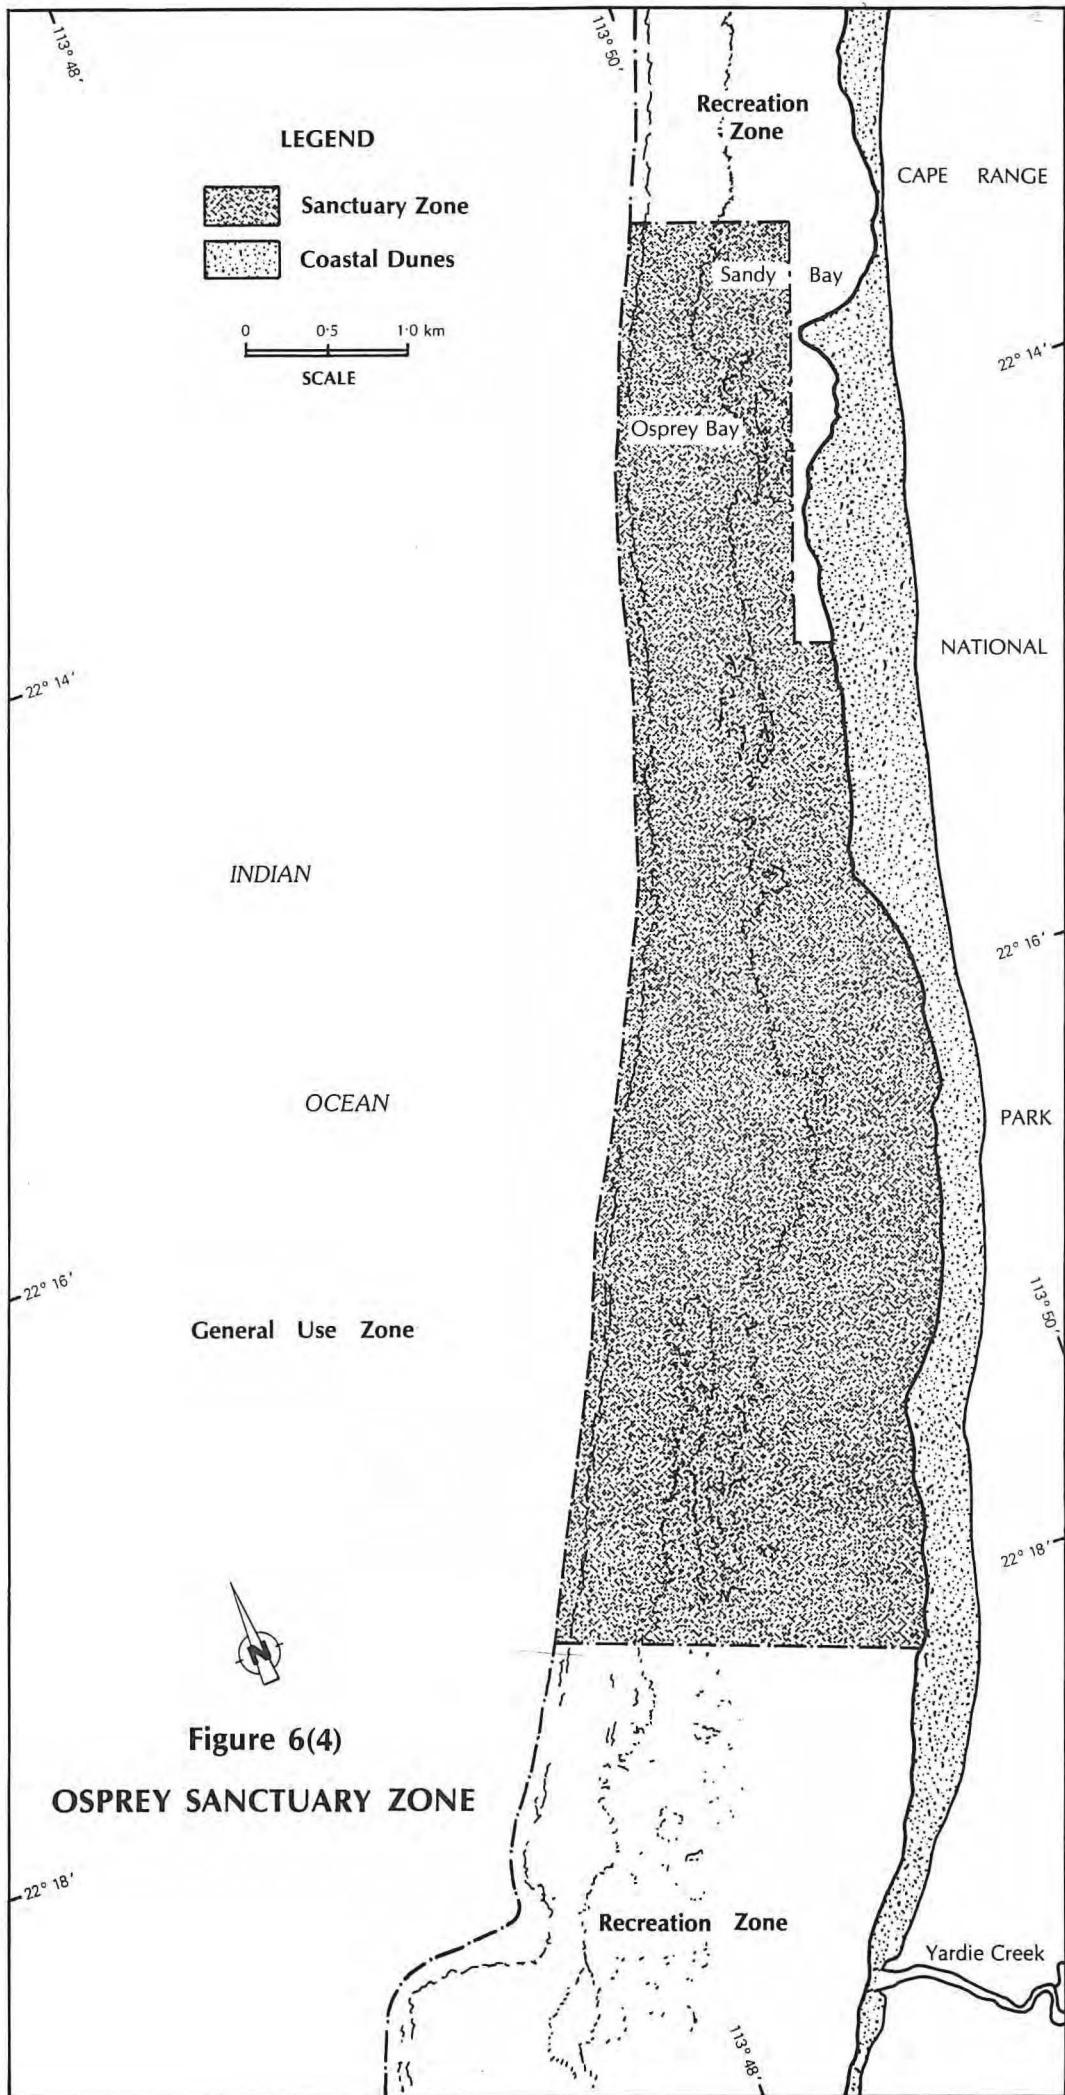 113° 48'
113° 50'
Recreation
Zone
LEGEND
Sanctuary Zone
Coastal Dunes
0 0·5 1·0 km
SCALE
CAPE RANGE
Sandy Bay
22° 14'
Osprey Bay
NATIONAL
22° 14'
INDIAN
22° 16'
OCEAN
PARK
22° 16'
113° 50'
General Use Zone
22° 18'
N
Figure 6(4)
OSPREY SANCTUARY ZONE
22° 18'
Recreation Zone
Yardie Creek
113° 48'